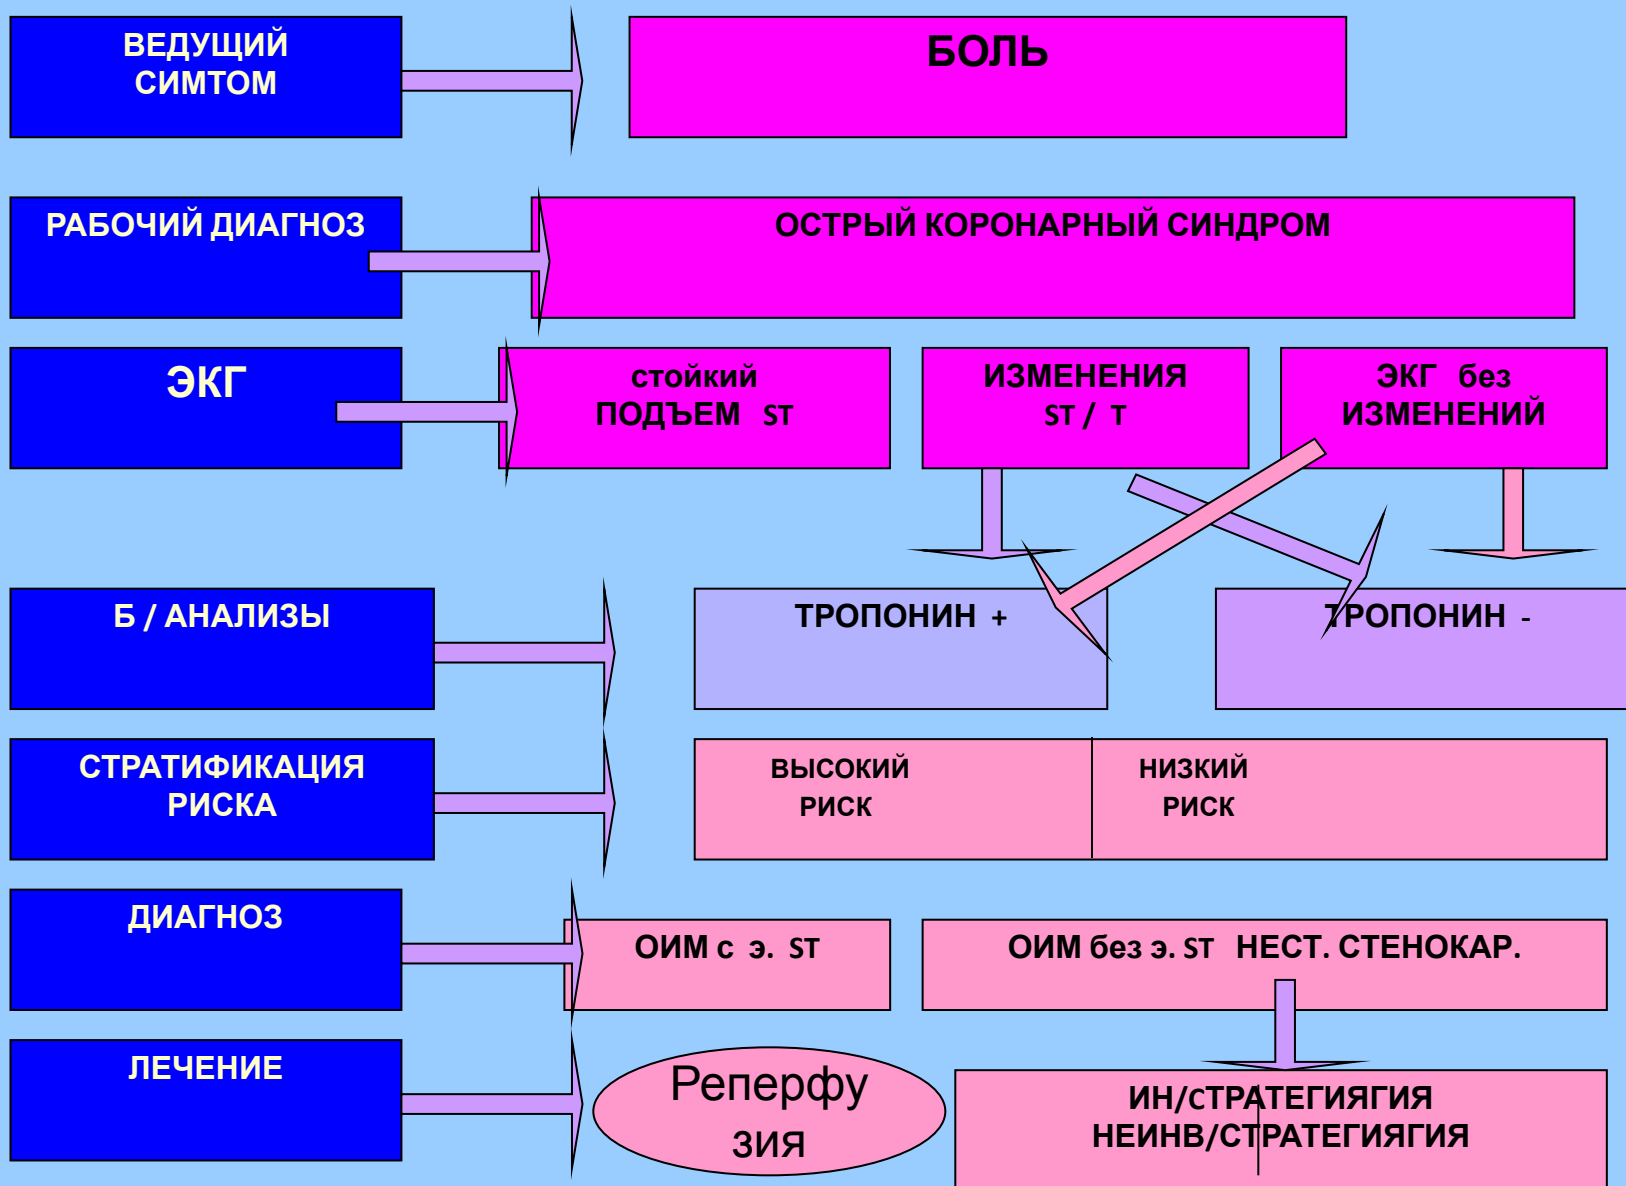 ВЕДУЩИЙ
СИМТОМ
БОЛЬ
РАБОЧИЙ ДИАГНОЗ
ОСТРЫЙ КОРОНАРНЫЙ СИНДРОМ
ЭКГ
стойкий
ПОДЪЕМ ST
ИЗМЕНЕНИЯ
ST / T
ЭКГ без
ИЗМЕНЕНИЙ
Б / АНАЛИЗЫ
ТРОПОНИН +
ТРОПОНИН -
СТРАТИФИКАЦИЯ
РИСКА
ВЫСОКИЙ
РИСК
НИЗКИЙ
РИСК
ДИАГНОЗ
ОИМ с э. ST
ОИМ без э. ST НЕСТ. СТЕНОКАР.
ЛЕЧЕНИЕ
Реперфу
зия
ИН/СТРАТЕГИЯГИЯ
НЕИНВ/СТРАТЕГИЯГИЯ